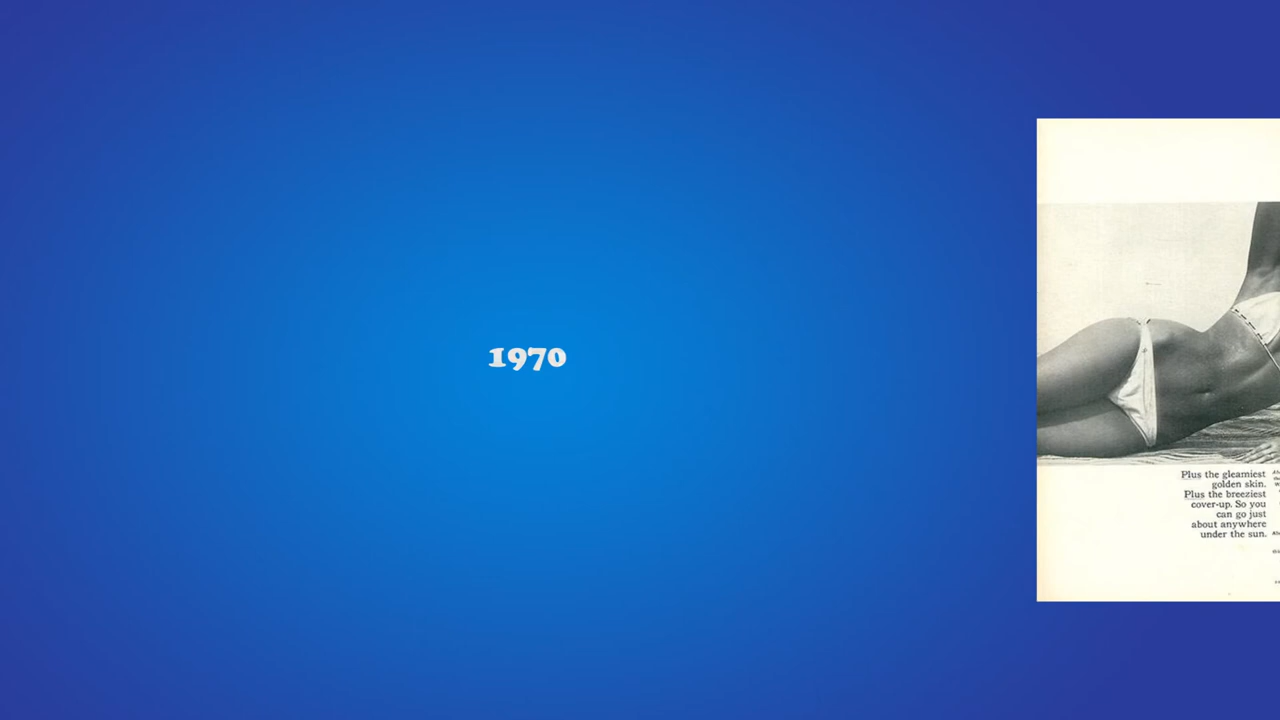 1970
Plus the gleamiest
golden skin.
Plus the breeziest
cover-up. So you
can go just
about anywhere
under the sun.